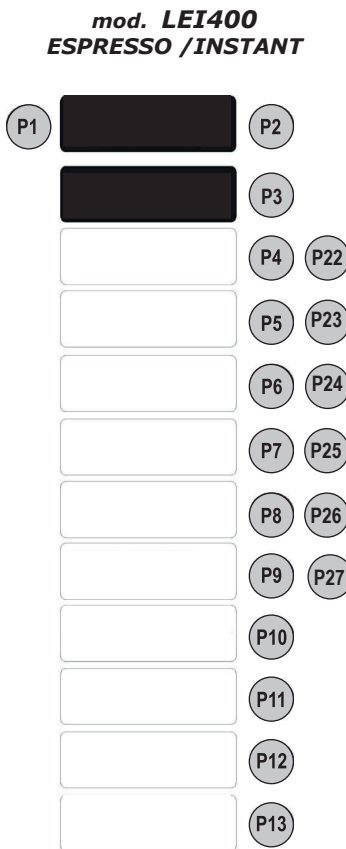 mod. LEI400
ESPRESSO /INSTANT
P1 P2
P3
P4 P22
P5 P23
P6 P24
P7 P25
P8 P26
P9 P27
P10
P11
P12
P13